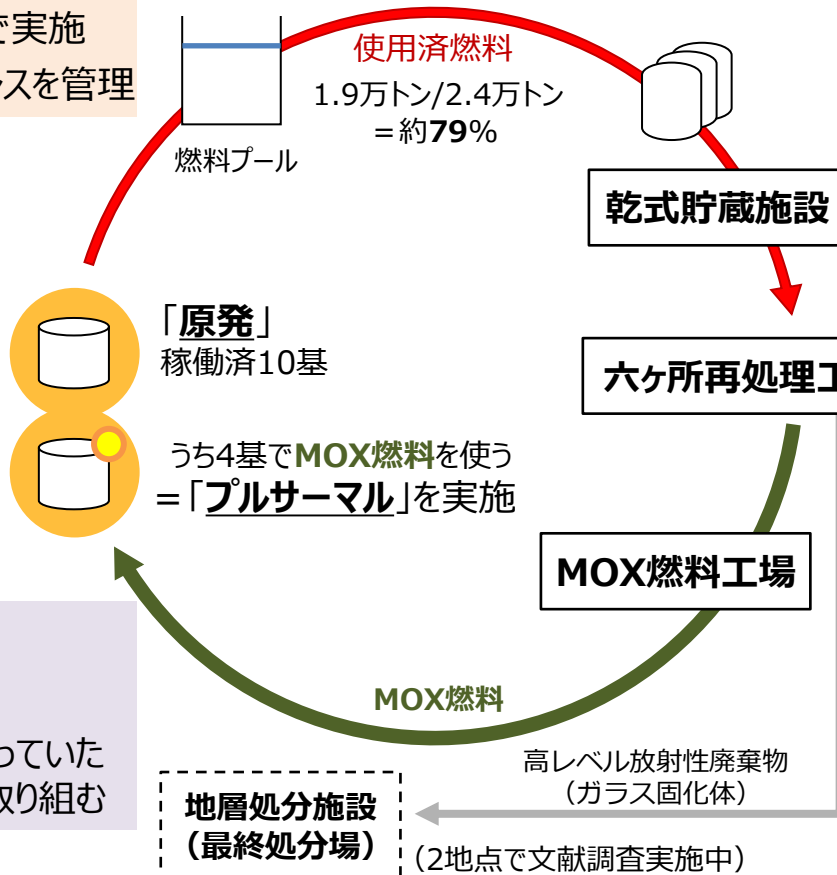 で実施
ンスを管理
使用済燃料
1.9万トン/2.4万トン
=約79%
燃料プール
乾式貯蔵施設
「原発」
稼働済10基
六ヶ所再処理工
うち4基でMOX燃料を使う
=「プルサーマル」を実施
MOX燃料工場
MOX燃料
っていた
取り組む
高レベル放射性廃棄物
(ガラス固化体)
地層処分施設
(最終処分場)
(2地点で文献調査実施中)